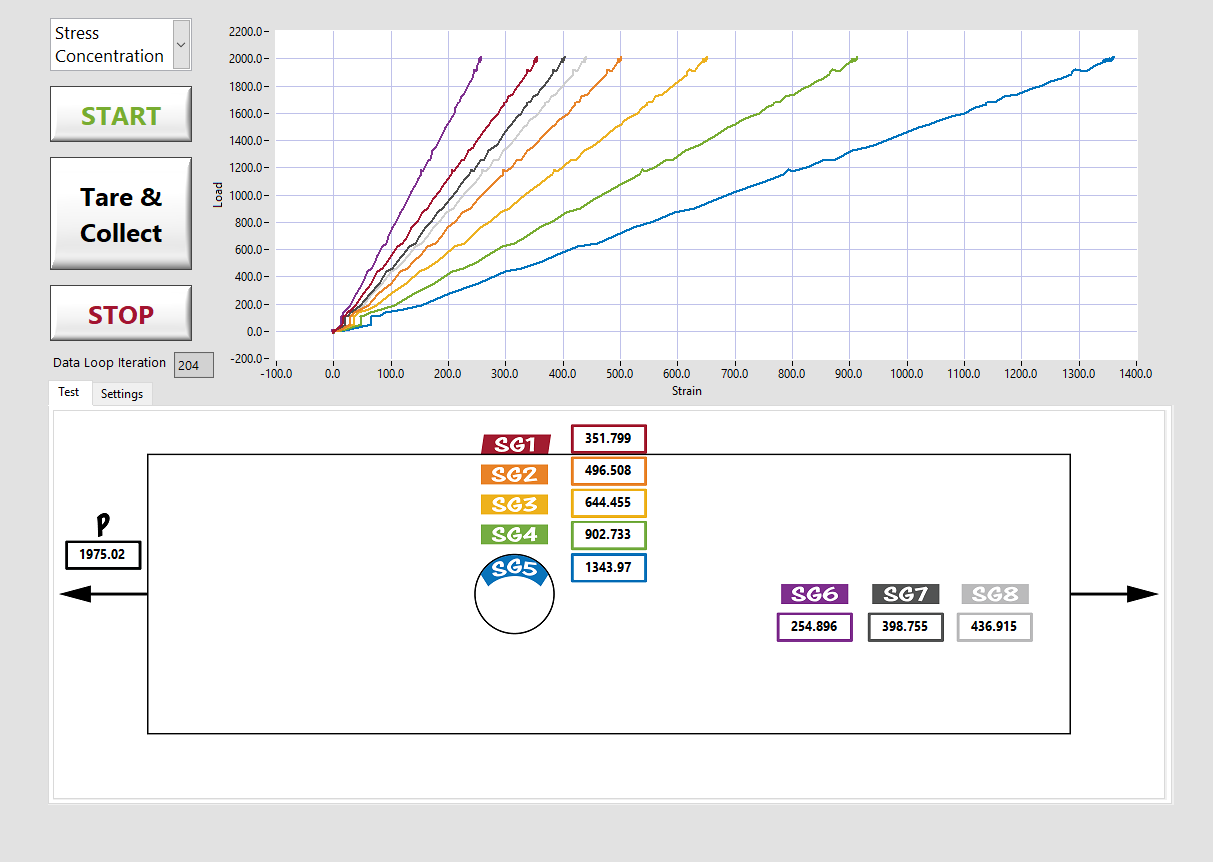 Stress
Concentration
START
Tare &
Collect
STOP
Data Loop Iteration 204
2200.0
2000.0
1800.0
1600.0
1400.0
1200.0
1000.0
800.0
600.0
400.0
200.0
0.0
-200.0
Load
-100.0 0.0 100.0 200.0 300.0 400.0 500.0 600.0 700.0 800.0 900.0 1000.0 1100.0 1200.0 1300.0 1400.0
Strain
Test Settings
SG1 351.799
SG2 496.508
SG3 644.455
SG4 902.733
SG5 1343.97
P
1975.02
SG6 SG7 SG8
254.896 398.755 436.915